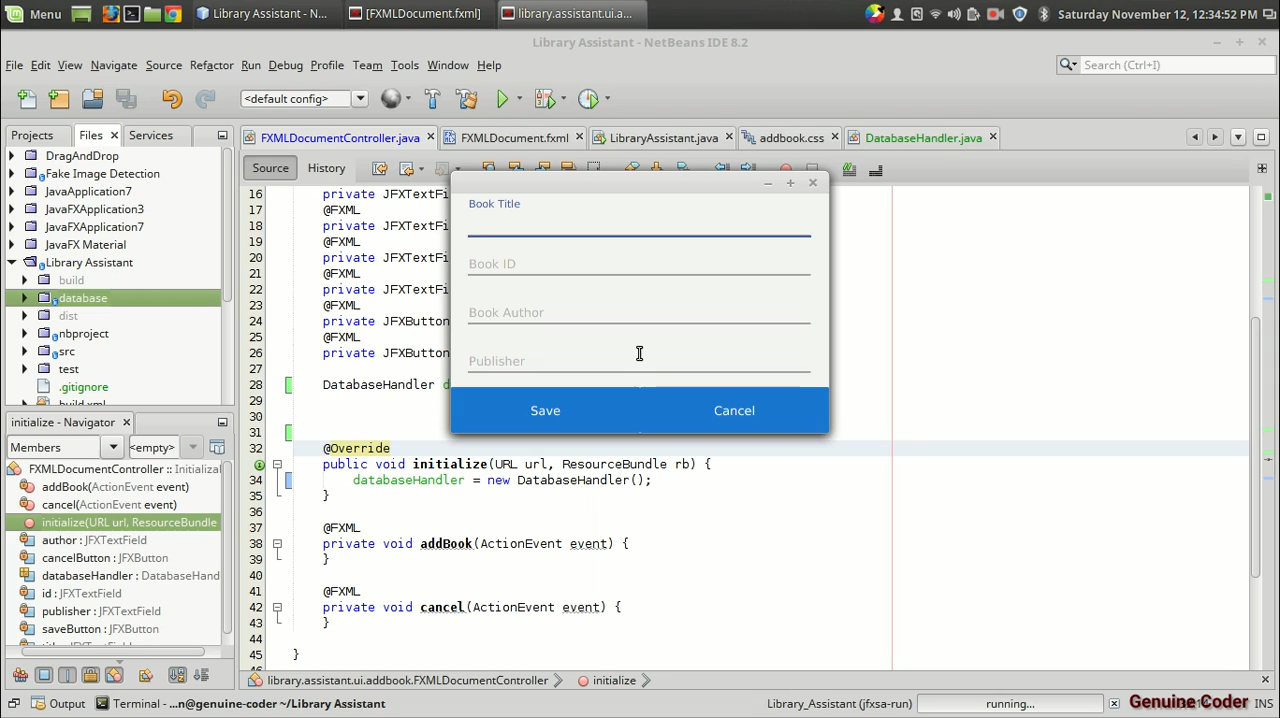 Menu
Library Assistant - N...
[FXMLDocument.fxml]
library.assistant.ui.a...
Saturday November 12, 12:34:52
Library Assistant - NetBeans IDE 8.2
File Edit View Navigate Source Refactor Run Debug Profile Team Tools Window Help
Search (Ctrl+I)
<default config>
Projects Files Services
FXMLDocumentController.java FXMLDocument.fxml LibraryAssistant.java addbook.css DatabaseHandler.java
Source History
DragAndDrop
Fake Image Detection
JavaApplication7
JavaFXApplication3
JavaFXApplication7
JavaFX Material
Library Assistant
build
database
dist
nbproject
src
test
.gitignore
build.xml
initialize - Navigator
Members <empty>
FXMLDocumentController :: Initializal
addBook(ActionEvent event)
cancel(ActionEvent event)
initialize(URL url, ResourceBundle
author : JFXTextField
cancelButton : JFXButton
databaseHandler : DatabaseHand
id : JFXTextField
publisher : JFXTextField
saveButton : JFXButton
16 private JFXTextFi
17 @FXML
18 private JFXTextFi
19 @FXML
20 private JFXTextFi
21 @FXML
22 private JFXTextFi
23 @FXML
24 private JFXButton
25 @FXML
26 private JFXButton
27
28 DatabaseHandler d
29
30
31
32 @Override
public void initialize(URL url, ResourceBundle rb) {
34 databaseHandler = new DatabaseHandler();
35 }
36
37 @FXML
38 private void addBook(ActionEvent event) {
39 }
40
41 @FXML
42 private void cancel(ActionEvent event) {
43 }
44
45 }
Book Title
Book ID
Book Author
Publisher
Save Cancel
library.assistant.ui.addbook.FXMLDocumentController initialize
Output Terminal - ...n@genuine-coder ~/Library Assistant
Library_Assistant (jfxsa-run) running...
Genuine Coder
INS